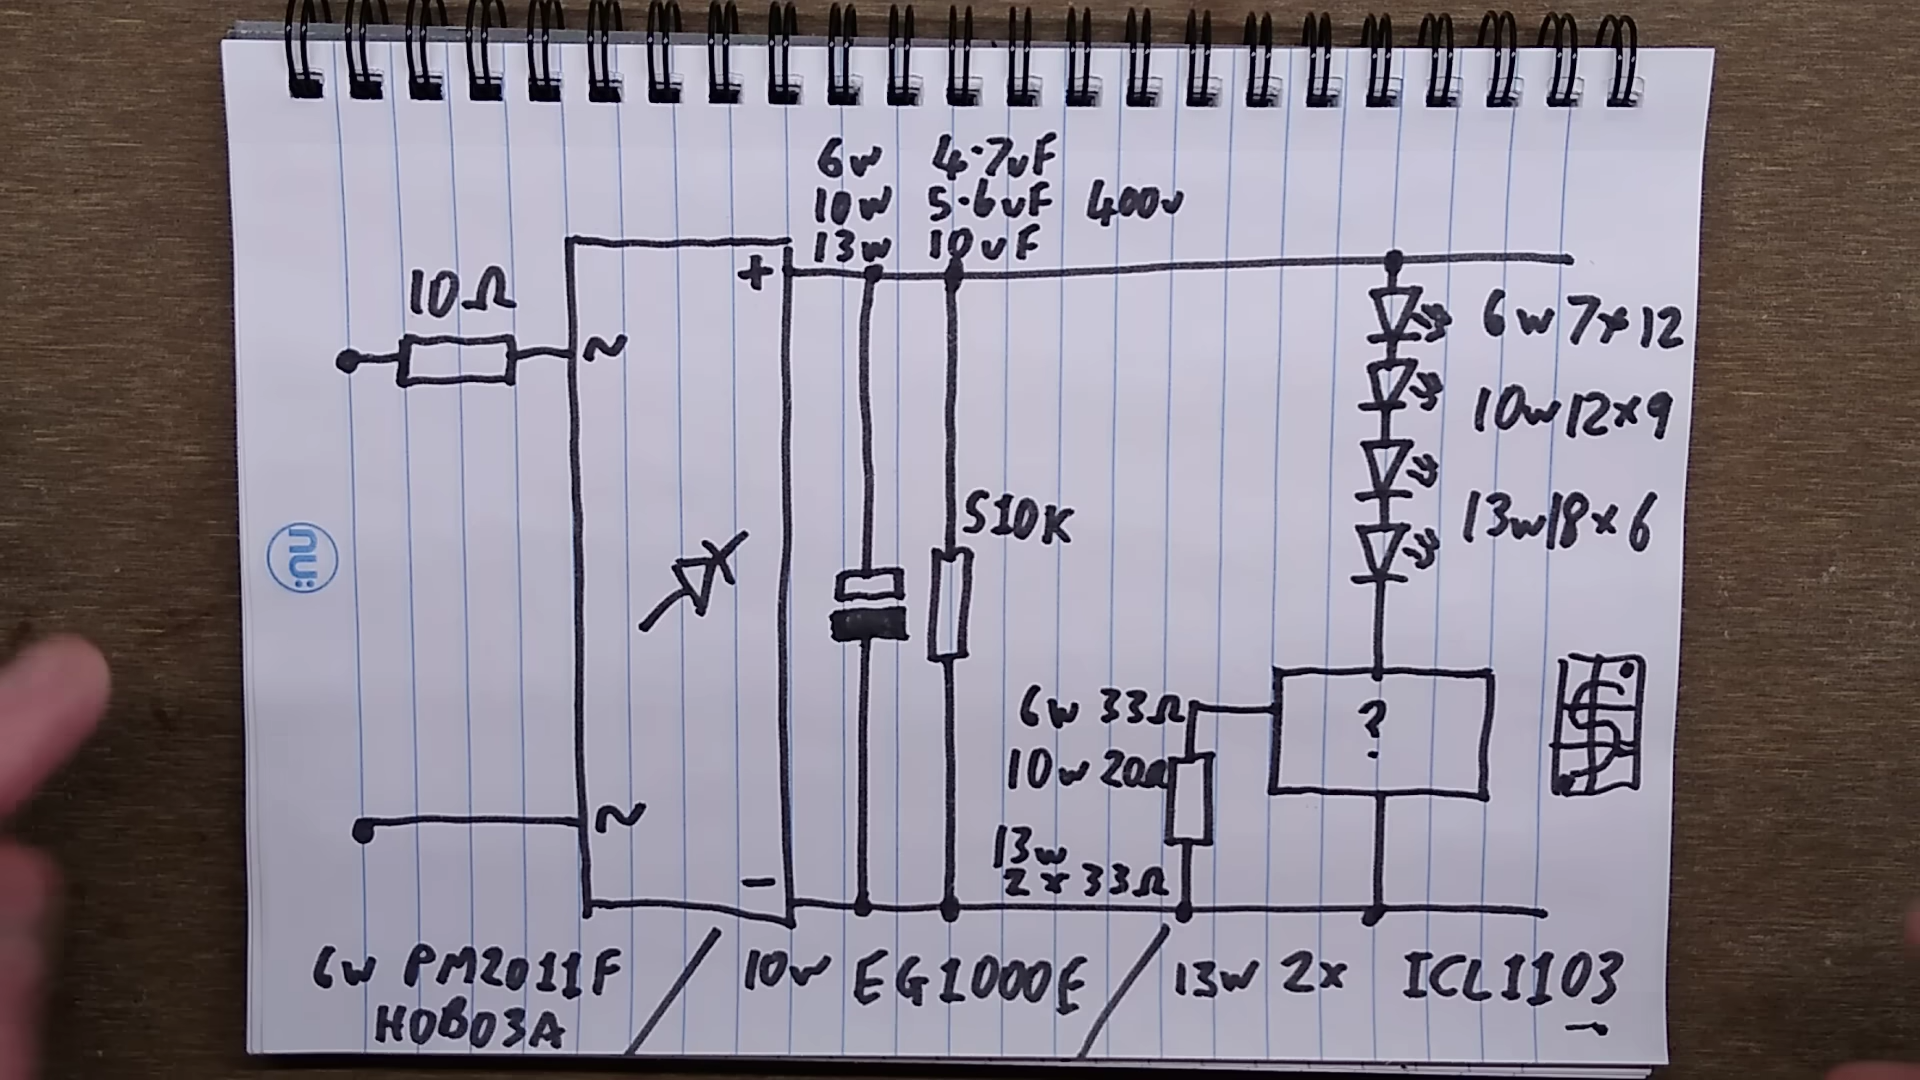 6w 4.7uF
10w 5.6uF 400v
13w 10uF
10Ω
+
~
6w 7x12
10w 12x9
13w 18x6
510K
nu
6w 33Ω
10w 20Ω
13w
2x33Ω
?
~
-
6w PM2011F
H0B03A
/ 10w EG1000E /
13w 2x ICL1103